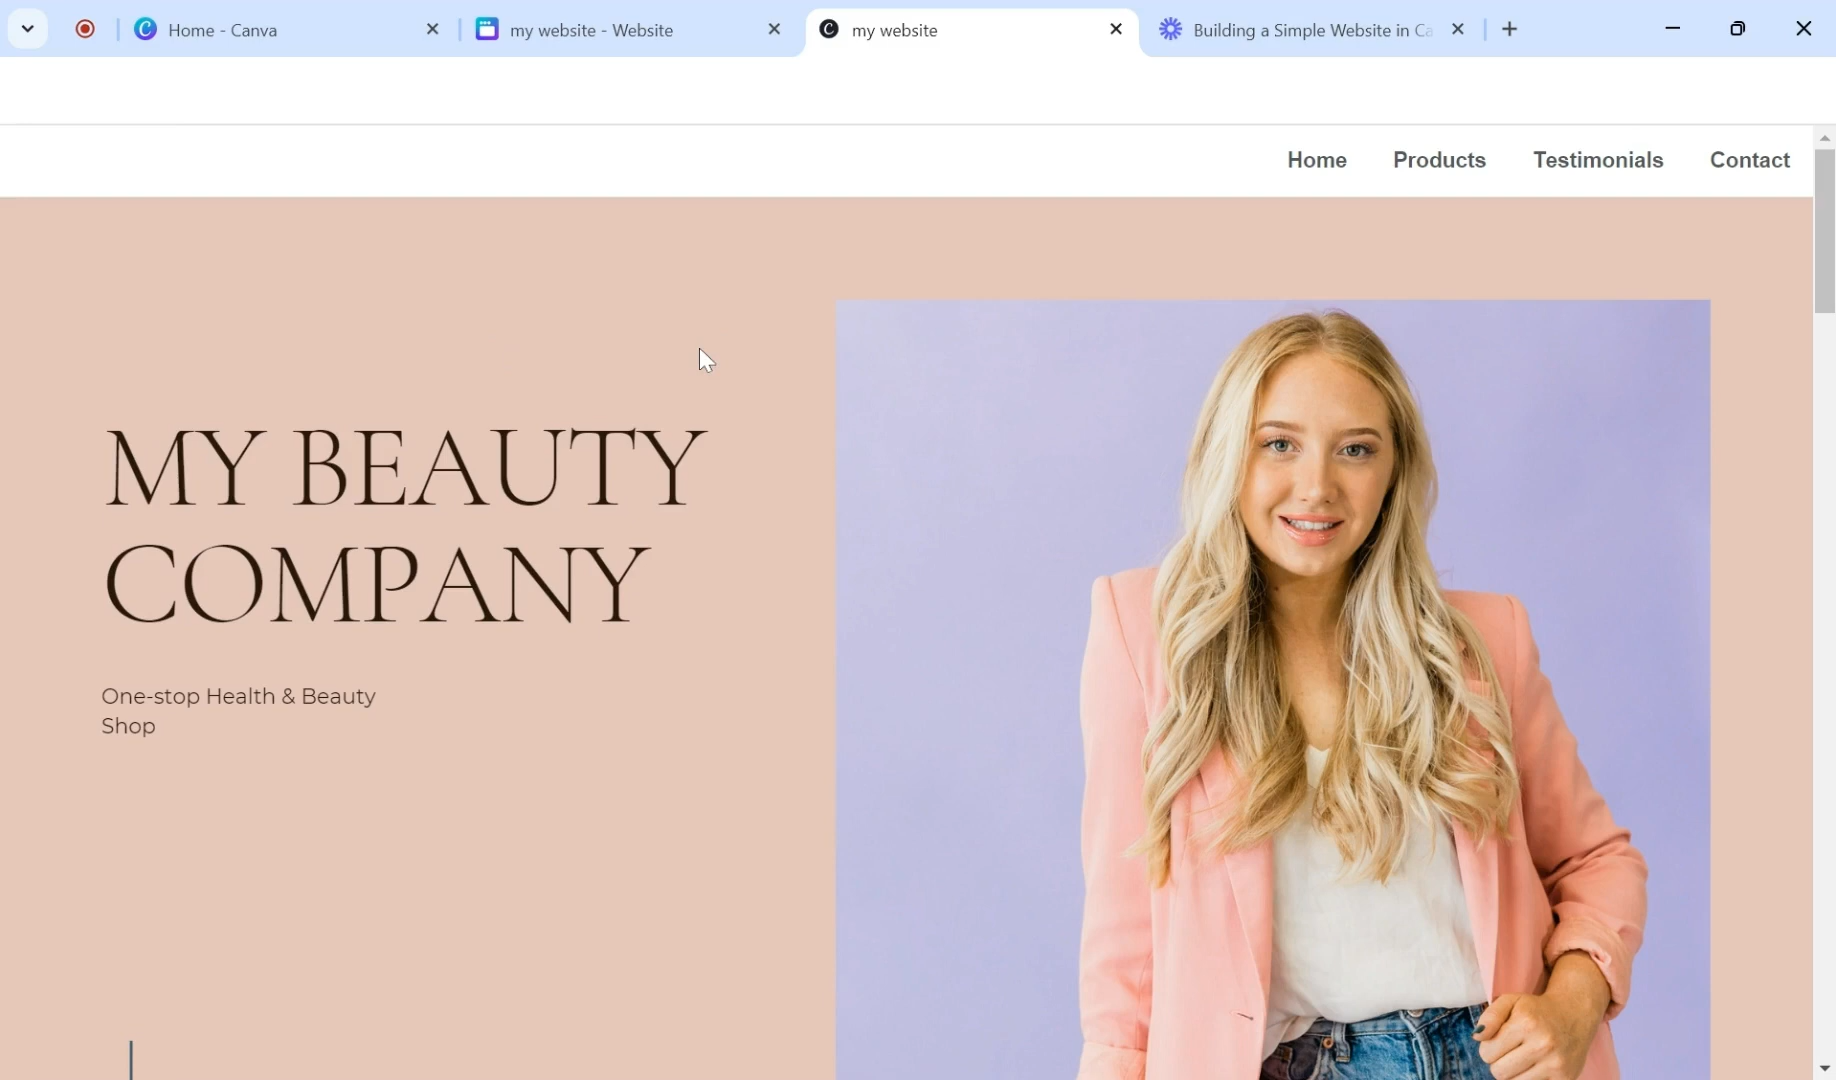 Home - Canva
my website - Website
my website
Building a Simple Website in Ca
Home Products Testimonials Contact
MY BEAUTY
COMPANY
One-stop Health & Beauty
Shop